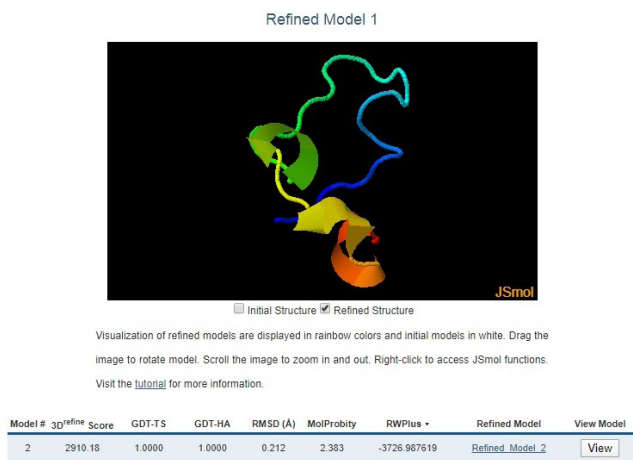 Refined Model 1
JSmol
Initial Structure Refined Structure
Visualization of refined models are displayed in rainbow colors and initial models in white. Drag the
image to rotate model. Scroll the image to zoom in and out. Right-click to access JSmol functions.
Visit the tutorial for more information.
Model # 3Drefine Score GDT-TS GDT-HA RMSD (Å) MolProbity RWPlus Refined Model View Model
2 2910.18 1.0000 1.0000 0.212 2.383 -3726.987619 Refined_Model_2 View